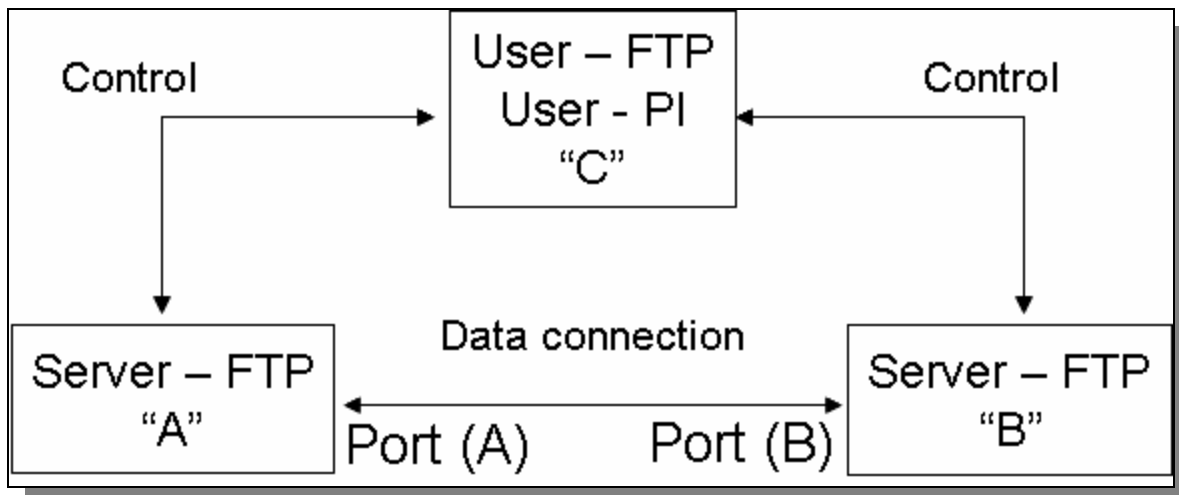 User – FTP
User - PI
“C”
Control
Control
Data connection
Server – FTP
“A”
Port (A)
Port (B)
Server – FTP
“B”